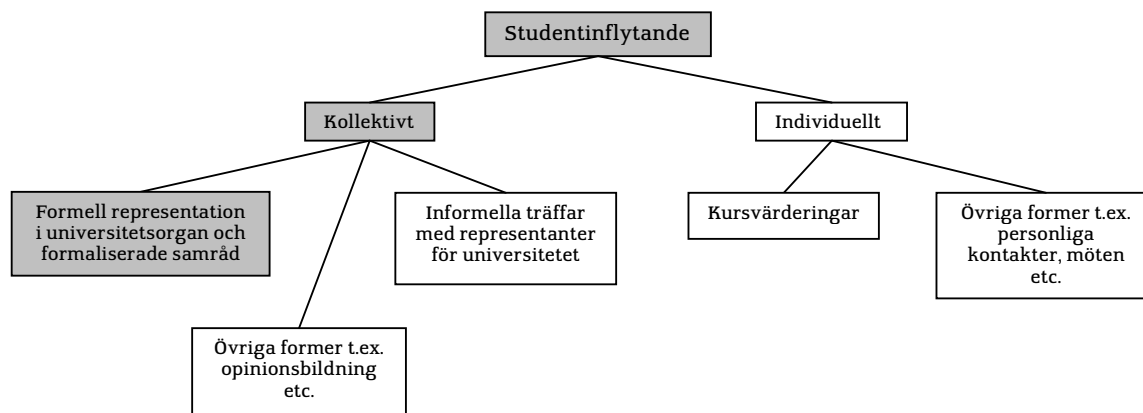 Studentinflytande
Kollektivt
Individuellt
Formell representation
i universitetsorgan och
formaliserade samråd
Informella träffar
med representanter
för universitetet
Kursvärderingar
Övriga former t.ex.
personliga
kontakter, möten
etc.
Övriga former t.ex.
opinionsbildning
etc.